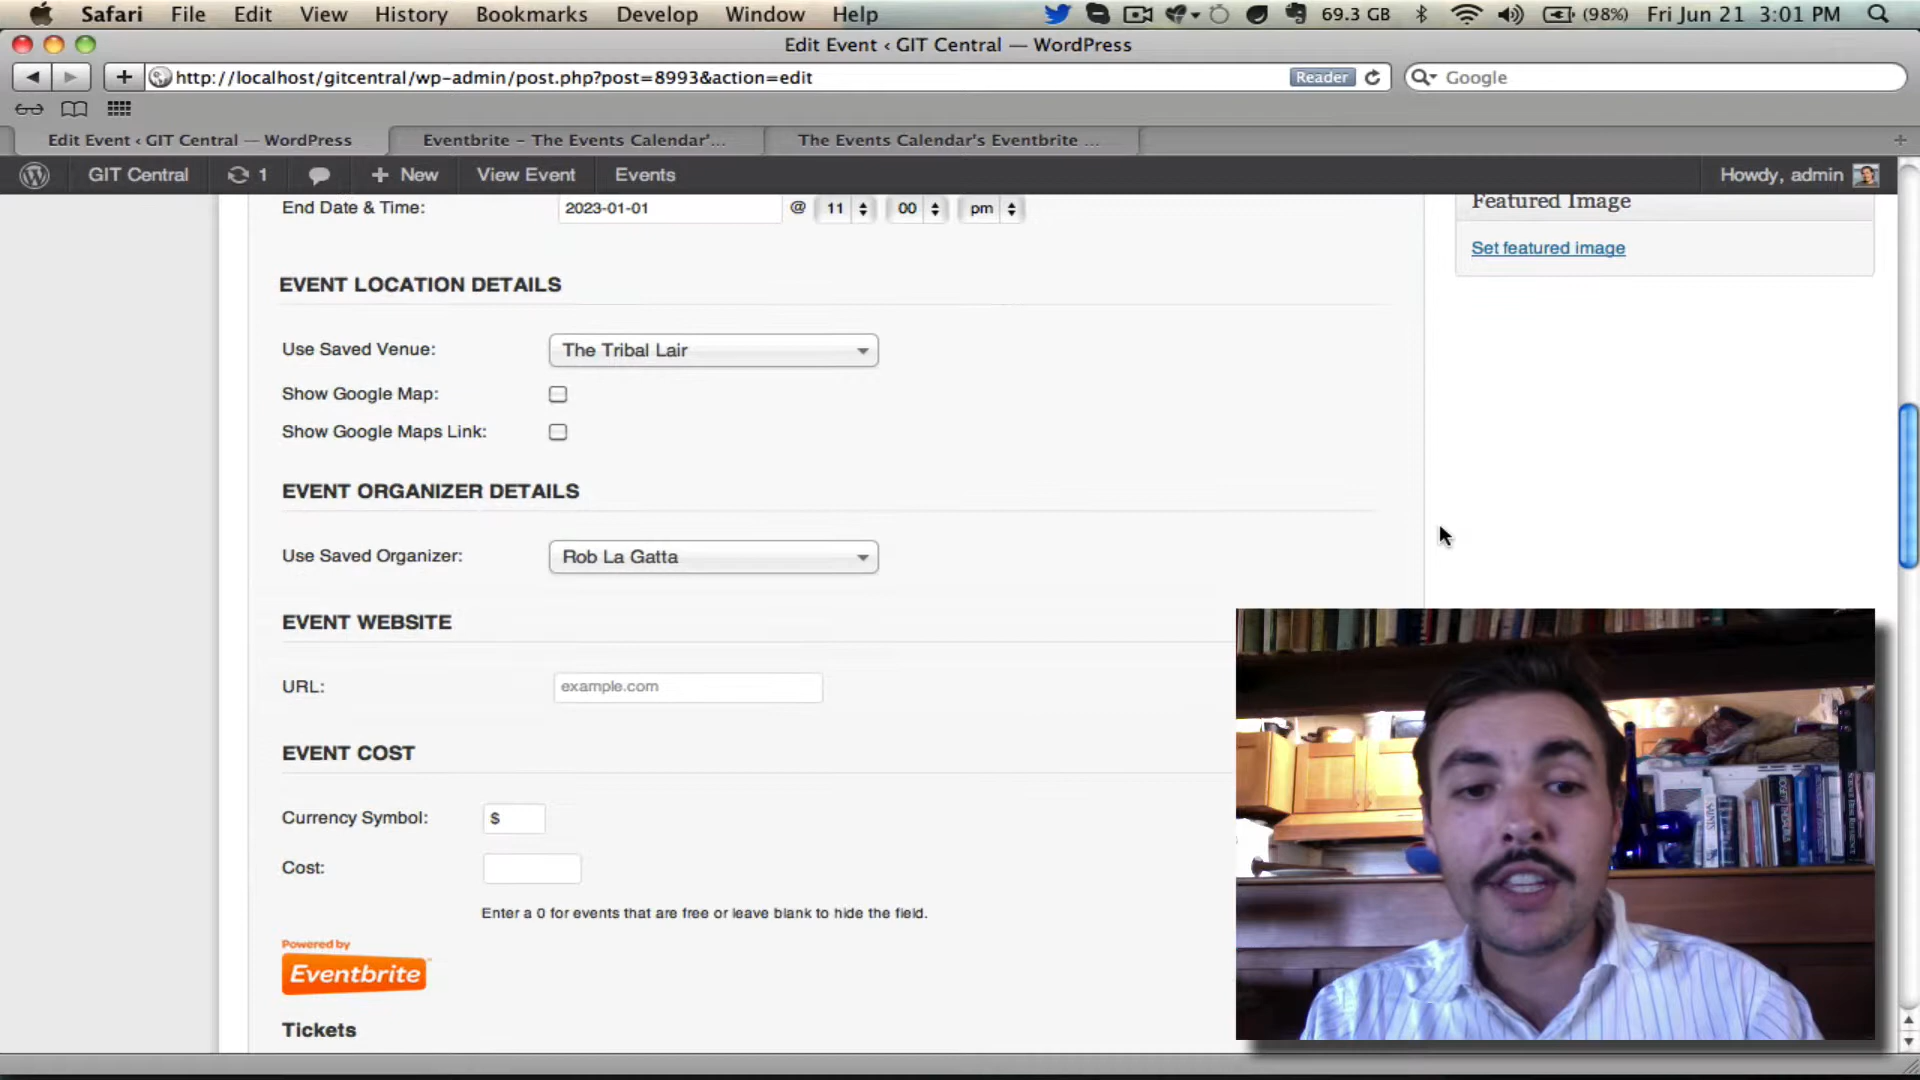 Safari File Edit View History Bookmarks Develop Window Help 69.3 GB (98%) Fri Jun 21 3:01 PM
Edit Event ‹ GIT Central — WordPress
http://localhost/gitcentral/wp-admin/post.php?post=8993&action=edit Reader Google
Edit Event ‹ GIT Central — WordPress Eventbrite – The Events Calendar'... The Events Calendar's Eventbrite ...
GIT Central 1 + New View Event Events Howdy, admin
End Date & Time: 2023-01-01 @ 11 00 pm
Featured Image
Set featured image
EVENT LOCATION DETAILS
Use Saved Venue: The Tribal Lair
Show Google Map:
Show Google Maps Link:
EVENT ORGANIZER DETAILS
Use Saved Organizer: Rob La Gatta
EVENT WEBSITE
URL: example.com
EVENT COST
Currency Symbol: $
Cost:
Enter a 0 for events that are free or leave blank to hide the field.
Powered by
Eventbrite
Tickets